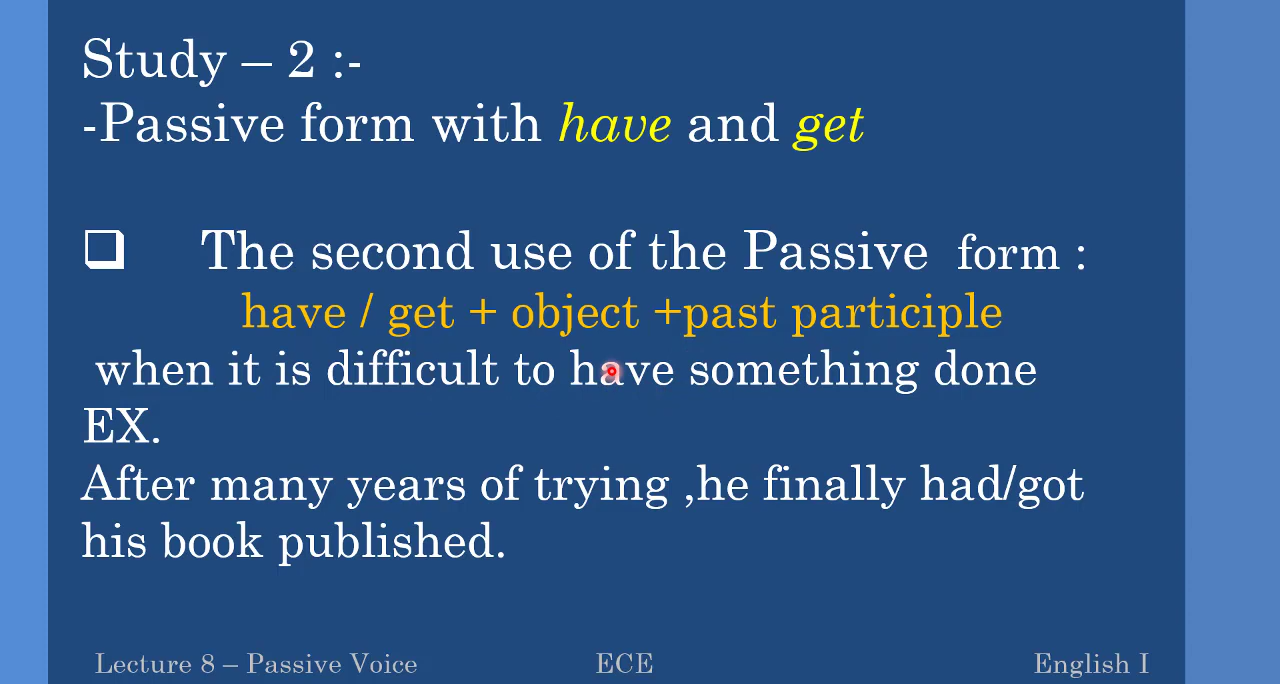 Study – 2 :-
-Passive form with have and get
❑ The second use of the Passive form :
have / get + object +past participle
when it is difficult to have something done
EX.
After many years of trying ,he finally had/got
his book published.
Lecture 8 – Passive Voice ECE English I